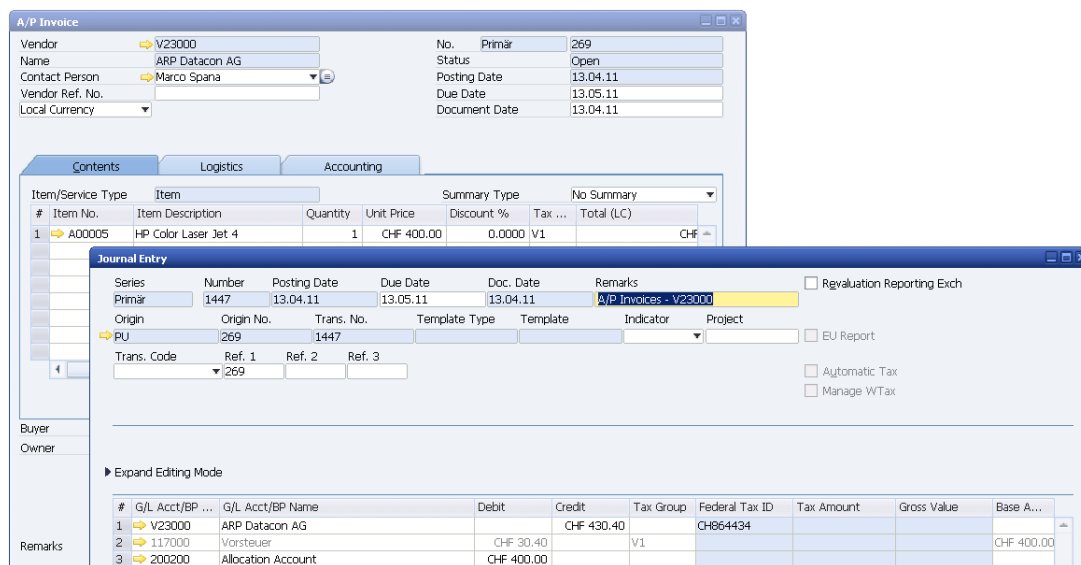 A/P Invoice
Vendor V23000 No. Primär 269
Name ARP Datacon AG Status Open
Contact Person Marco Spana Posting Date 13.04.11
Vendor Ref. No. Due Date 13.05.11
Local Currency Document Date 13.04.11
Contents Logistics Accounting
Item/Service Type Item Summary Type No Summary
# Item No. Item Description Quantity Unit Price Discount % Tax ... Total (LC)
1 A00005 HP Color Laser Jet 4 1 CHF 400.00 0.0000 V1 CHF
Journal Entry
Series Number Posting Date Due Date Doc. Date Remarks Revaluation Reporting Exch
Primär 1447 13.04.11 13.05.11 13.04.11 A/P Invoices - V23000
Origin Origin No. Trans. No. Template Type Template Indicator Project
PU 269 1447 EU Report
Trans. Code Ref. 1 Ref. 2 Ref. 3
269 Automatic Tax
Manage WTax
Buyer
Owner
Expand Editing Mode
# G/L Acct/BP ... G/L Acct/BP Name Debit Credit Tax Group Federal Tax ID Tax Amount Gross Value Base A...
1 V23000 ARP Datacon AG CHF 430.40 CH864434
Remarks 2 117000 Vorsteuer CHF 30.40 V1 CHF 400.00
3 200200 Allocation Account CHF 400.00